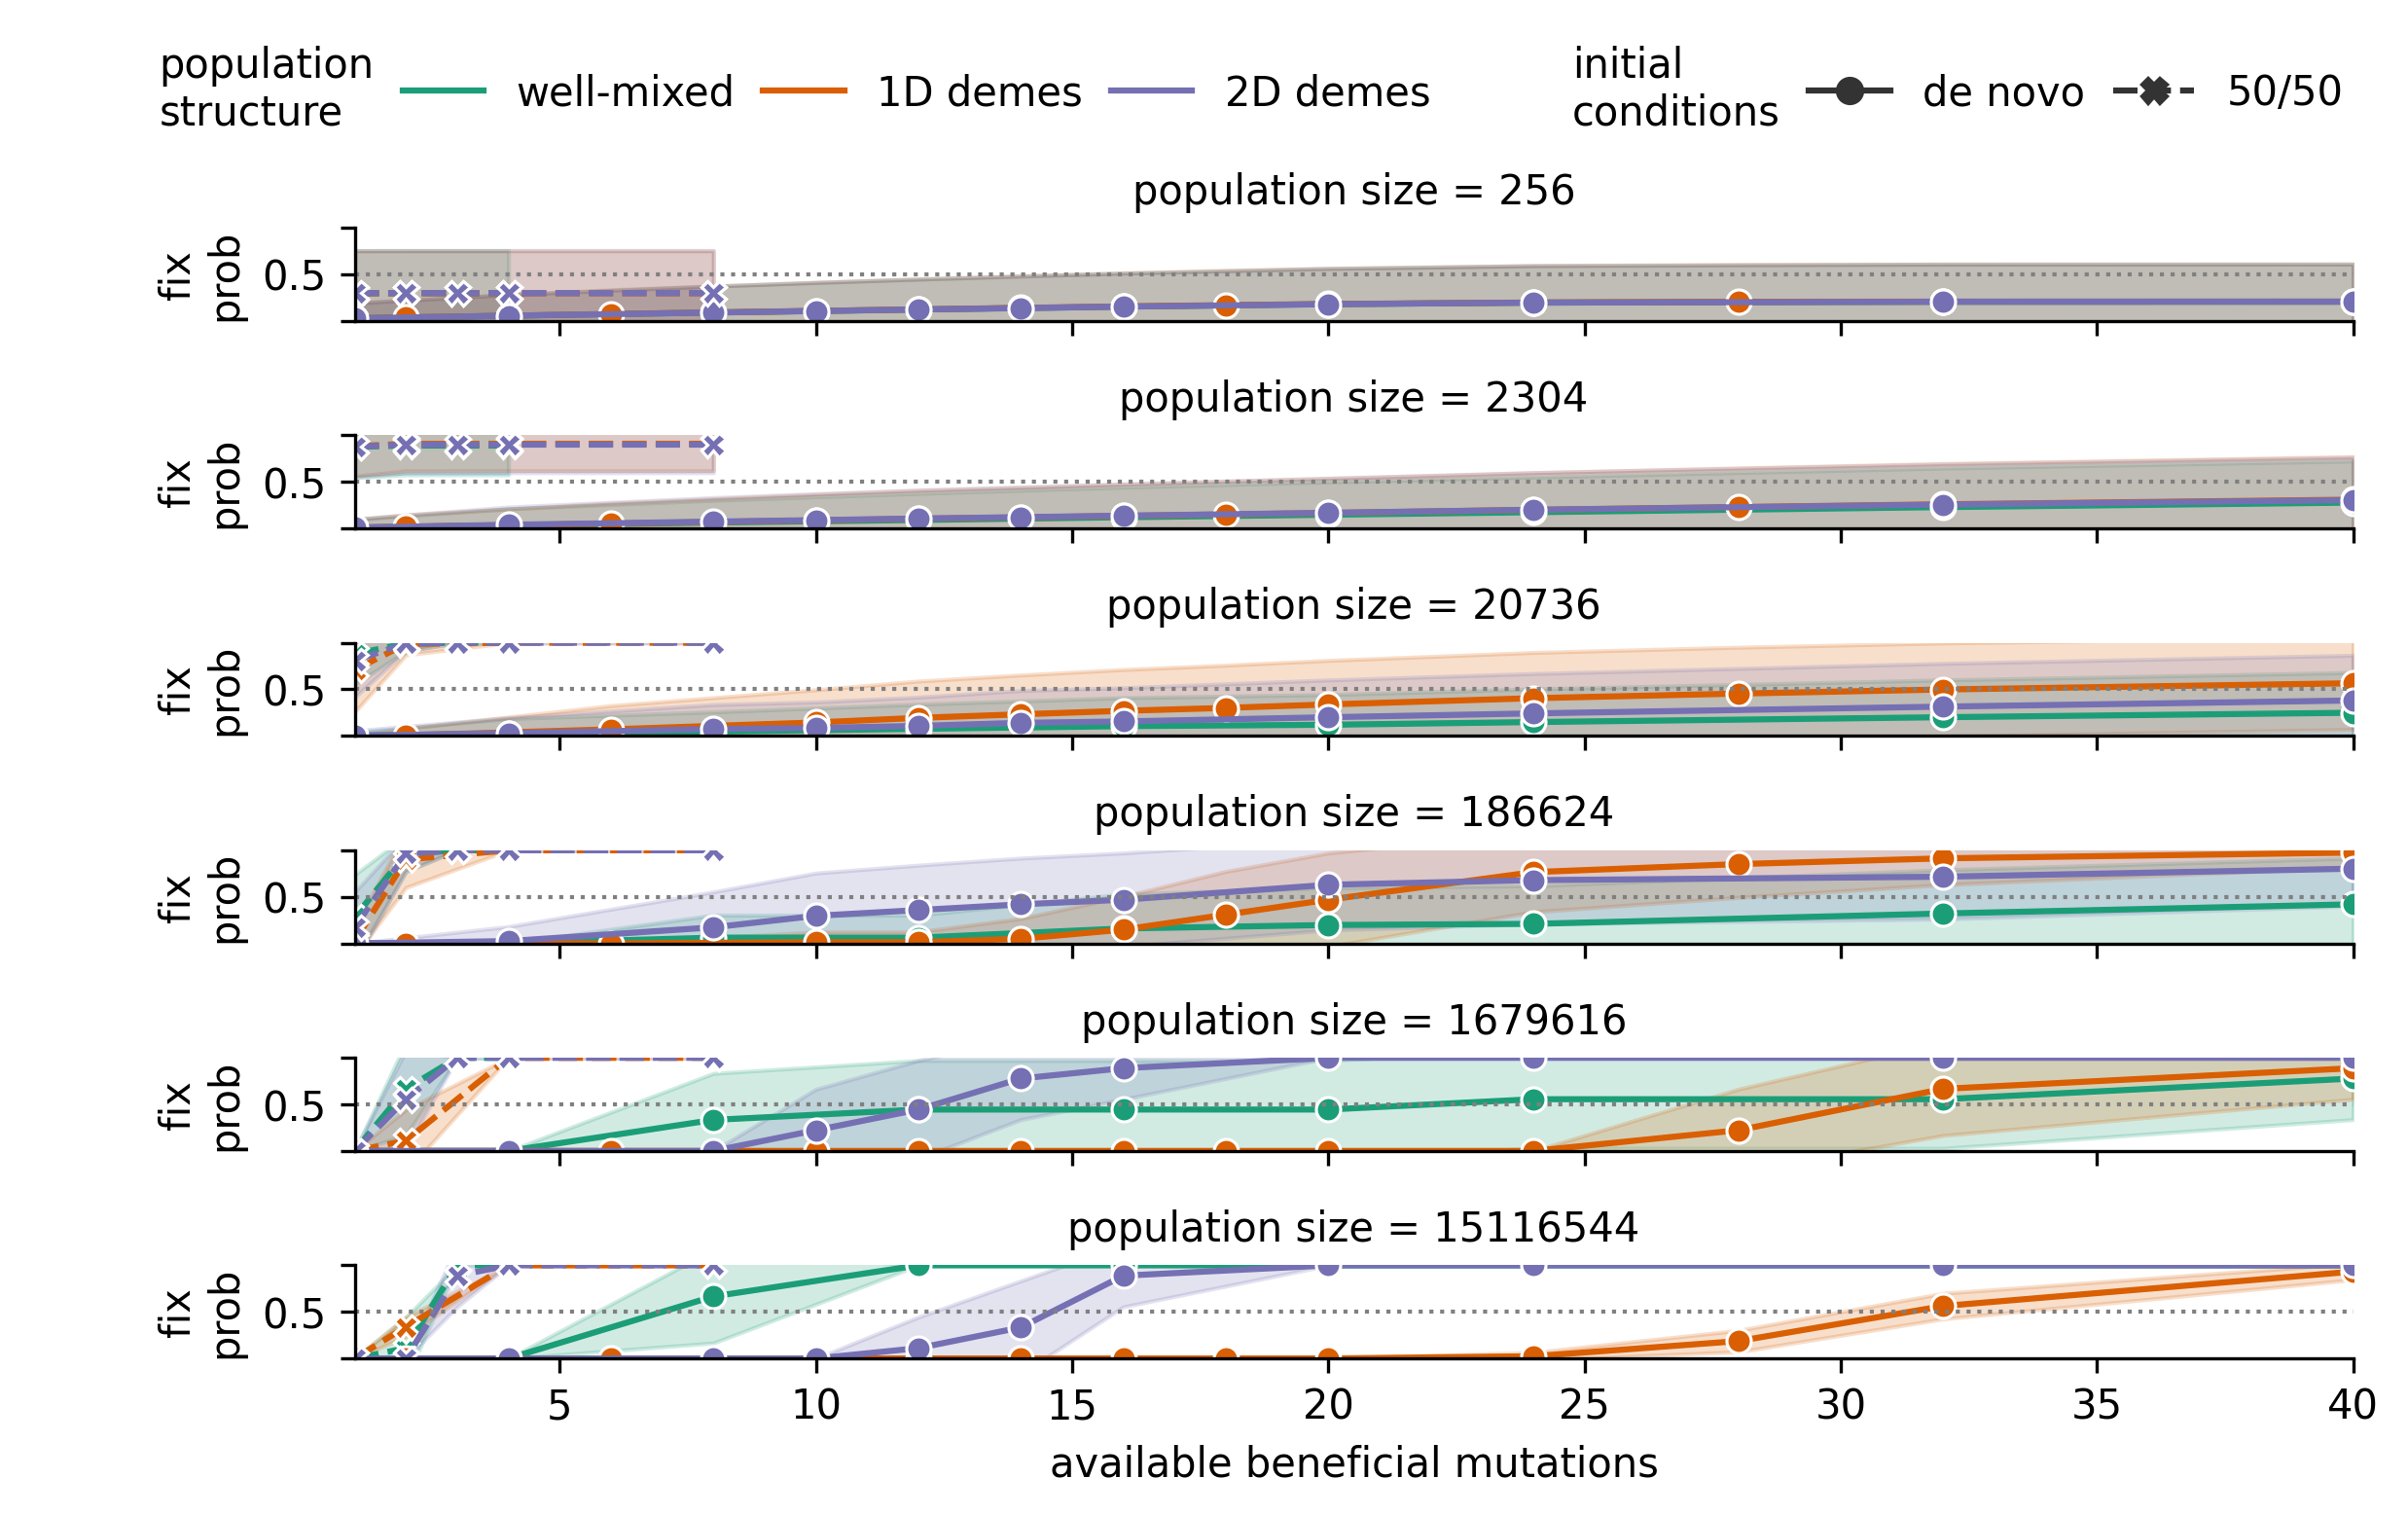 population
structure
well-mixed
1D demes
2D demes
initial
conditions
de novo
50/50
population size = 256
fix
prob
0.5
population size = 2304
fix
prob
0.5
population size = 20736
fix
prob
0.5
population size = 186624
fix
prob
0.5
population size = 1679616
fix
prob
0.5
population size = 15116544
fix
prob
0.5
5 10 15 20 25 30 35 40
available beneficial mutations